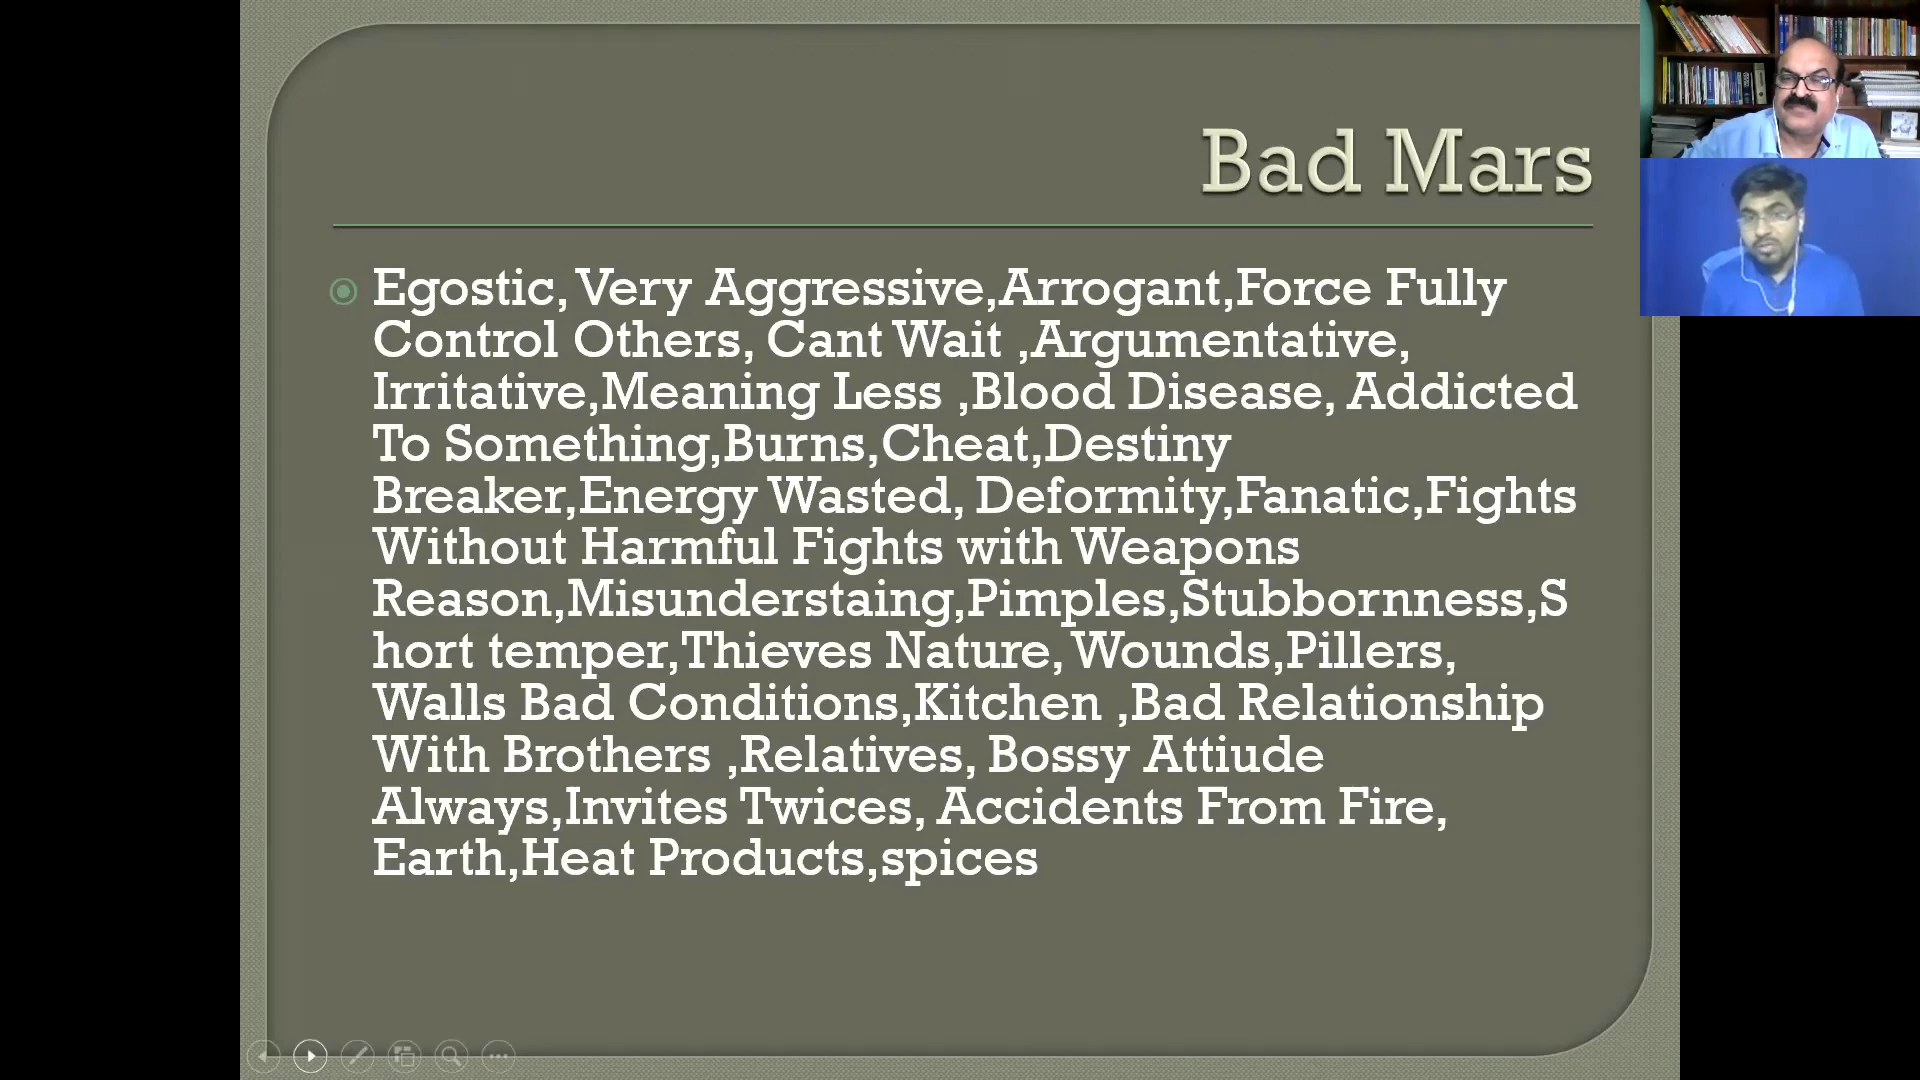 Bad Mars
Egostic, Very Aggressive,Arrogant,Force Fully
Control Others, Cant Wait ,Argumentative,
Irritative,Meaning Less ,Blood Disease, Addicted
To Something,Burns,Cheat,Destiny
Breaker,Energy Wasted, Deformity,Fanatic,Fights
Without Harmful Fights with Weapons
Reason,Misunderstaing,Pimples,Stubbornness,S
hort temper,Thieves Nature, Wounds,Pillers,
Walls Bad Conditions,Kitchen ,Bad Relationship
With Brothers ,Relatives, Bossy Attiude
Always,Invites Twices, Accidents From Fire,
Earth,Heat Products,spices